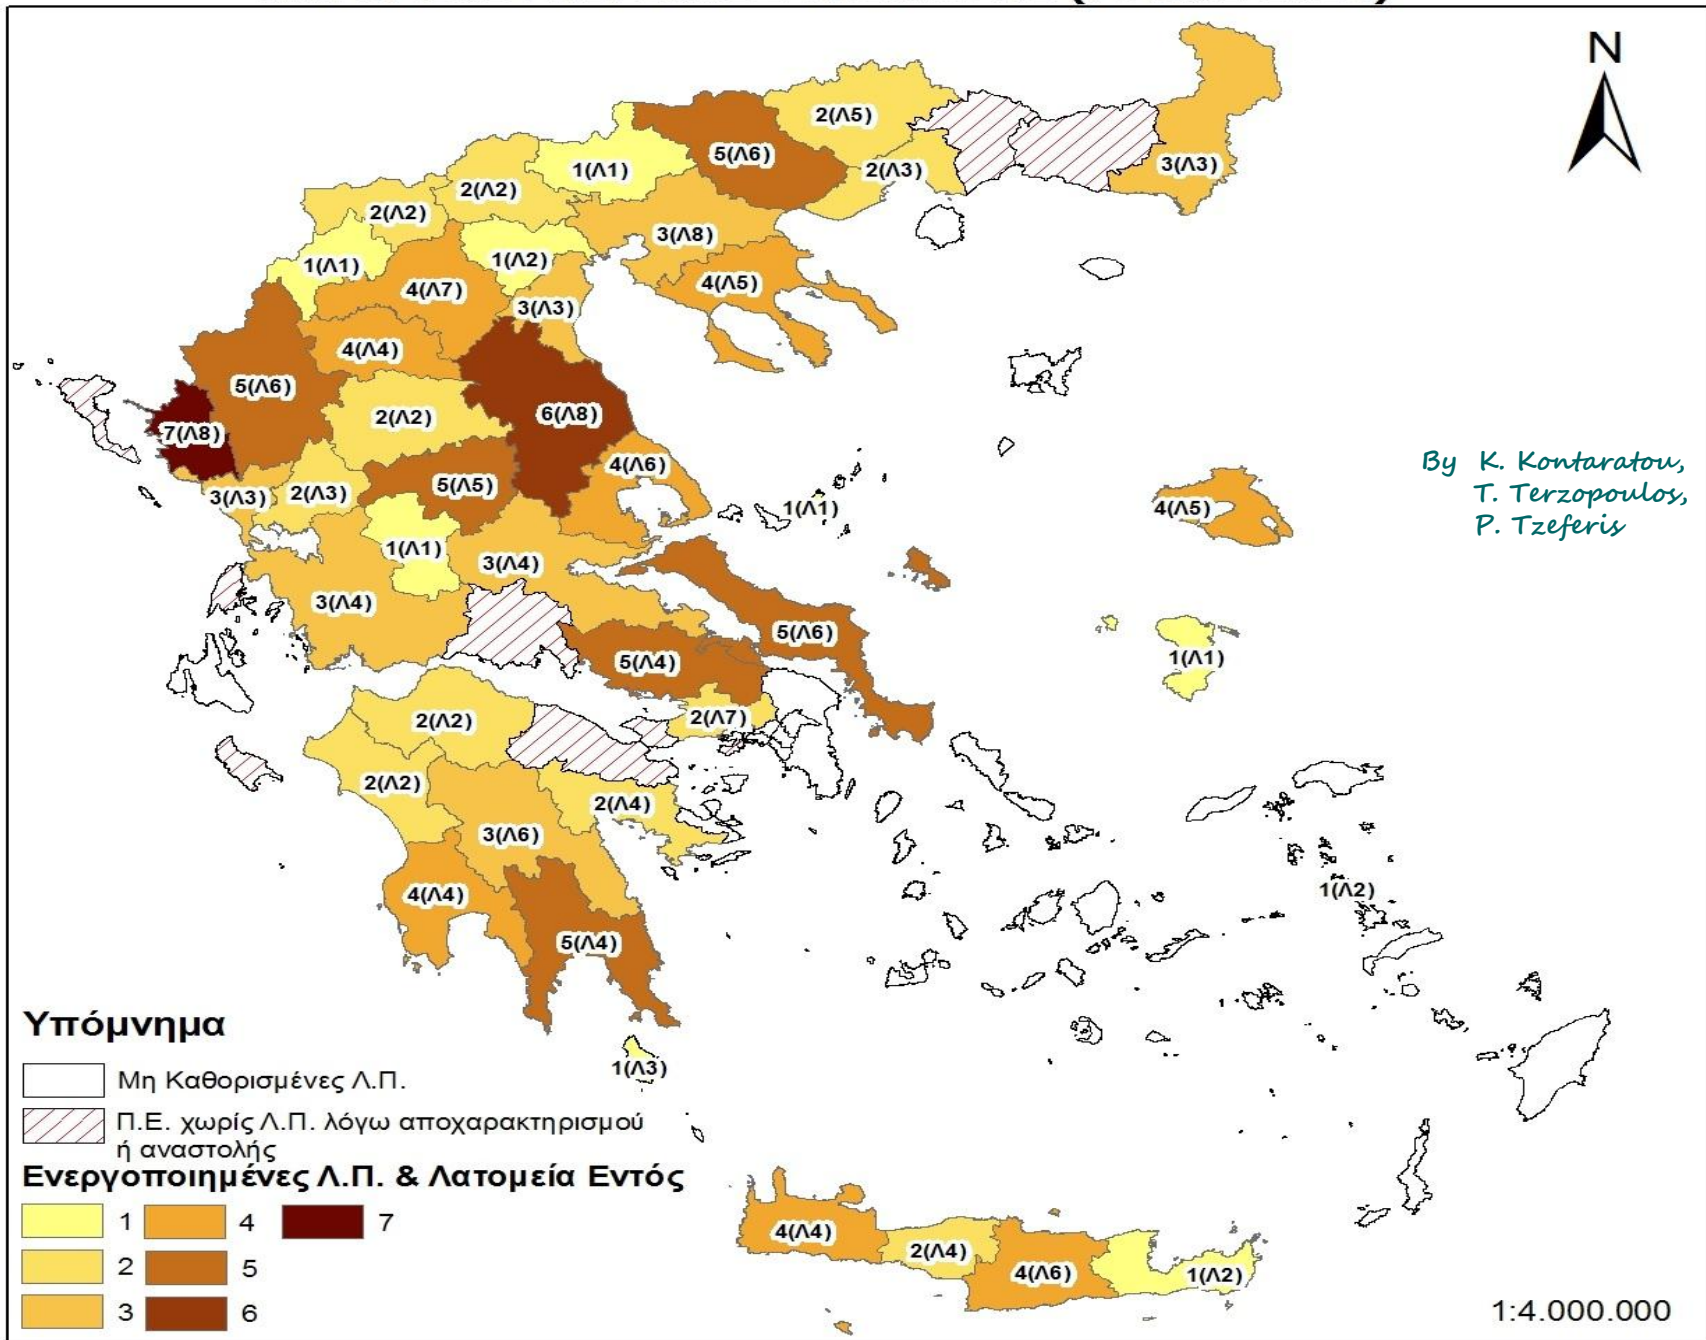 N
2(Λ5)
5(Λ6)
1(Λ1)
2(Λ3)
3(Λ3)
2(Λ2)
2(Λ2)
3(Λ8)
1(Λ1)
1(Λ2)
4(Λ7)
4(Λ5)
3(Λ3)
4(Λ4)
5(Λ6)
2(Λ2)
6(Λ8)
7(Λ8)
4(Λ6)
5(Λ5)
3(Λ3)
2(Λ3)
1(Λ1)
4(Λ5)
By K. Kontaratou,
T. Terzopoulos,
P. Tzeferis
1(Λ1)
3(Λ4)
3(Λ4)
5(Λ6)
5(Λ4)
1(Λ1)
2(Λ2)
2(Λ7)
2(Λ2)
2(Λ4)
3(Λ6)
4(Λ4)
1(Λ2)
5(Λ4)
1(Λ3)
4(Λ4)
2(Λ4)
4(Λ6)
1(Λ2)
Υπόμνημα
Μη Καθορισμένες Λ.Π.
Π.Ε. χωρίς Λ.Π. λόγω αποχαρακτηρισμού
ή αναστολής
Ενεργοποιημένες Λ.Π. & Λατομεία Εντός
1 4 7
2 5
3 6
1:4.000.000